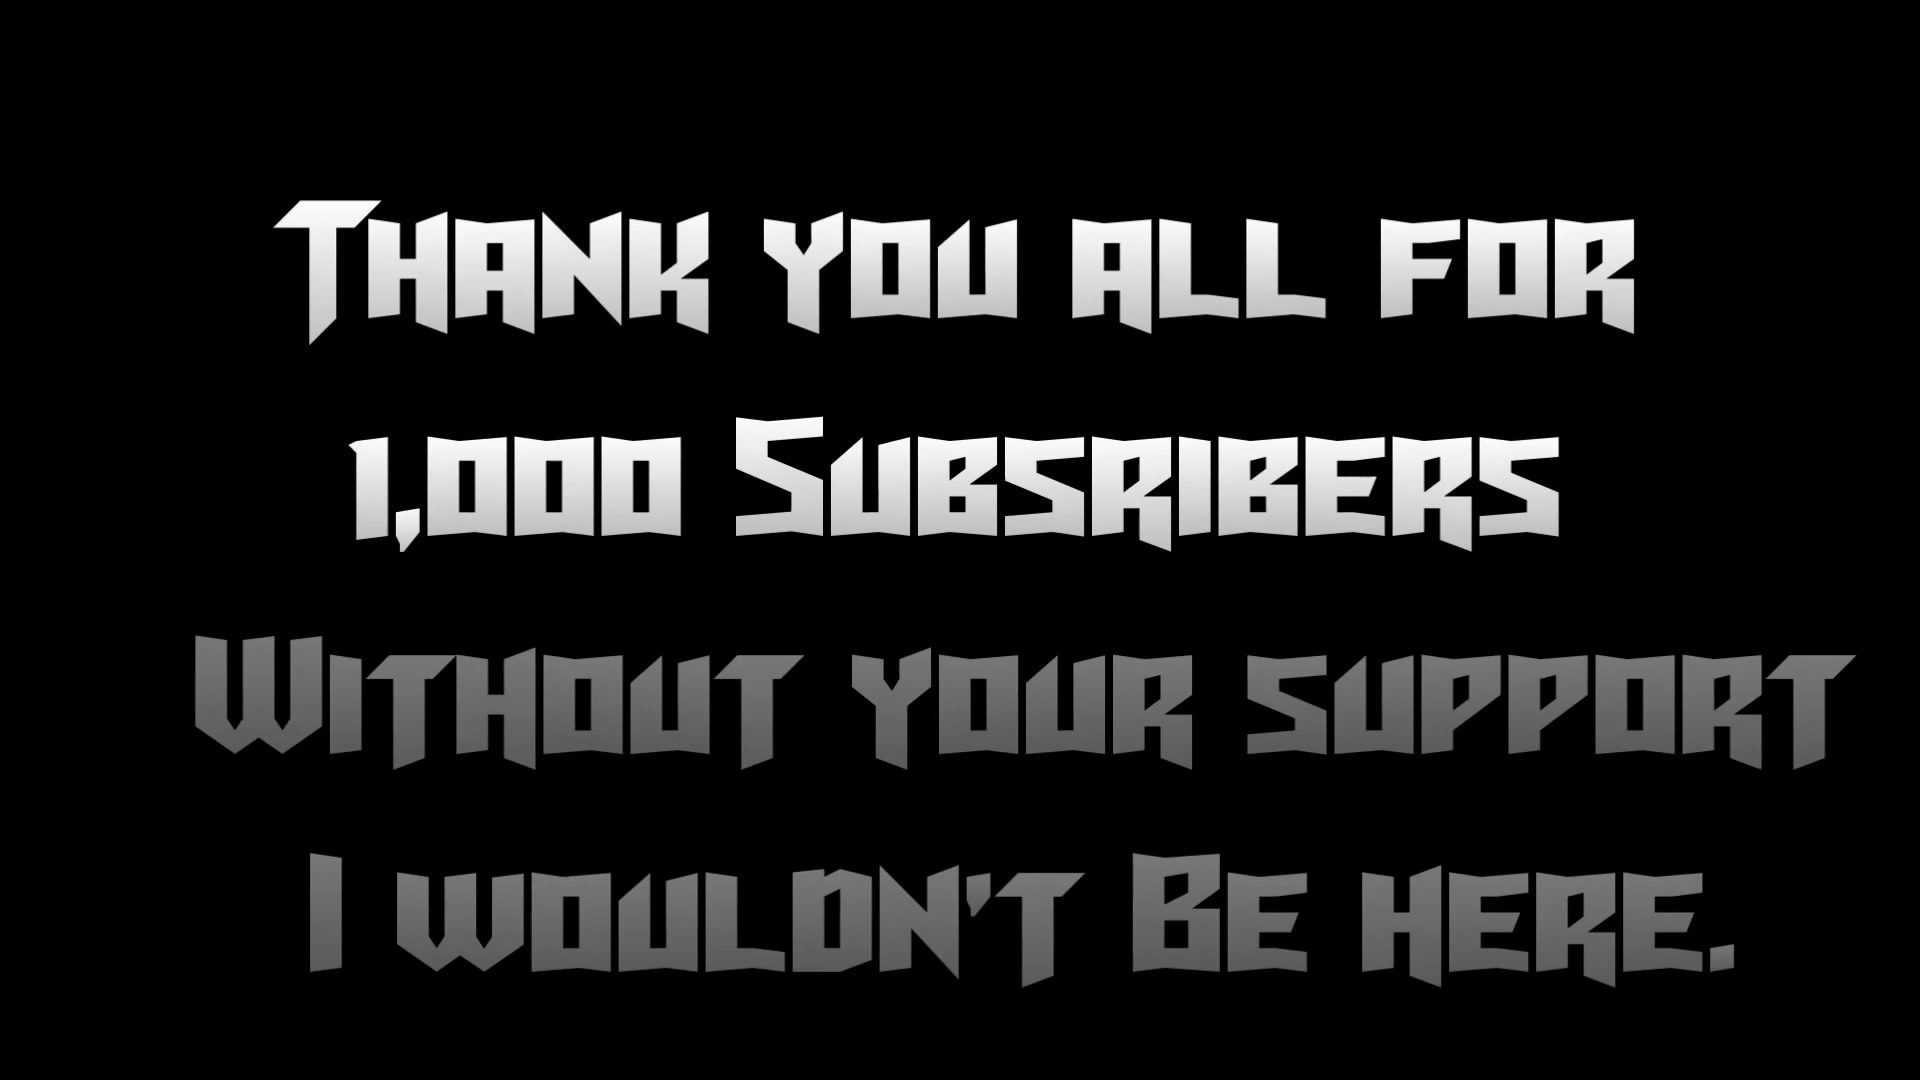 Thank you all for
1,000 Subsribers
Without your support
I wouldn't Be here.